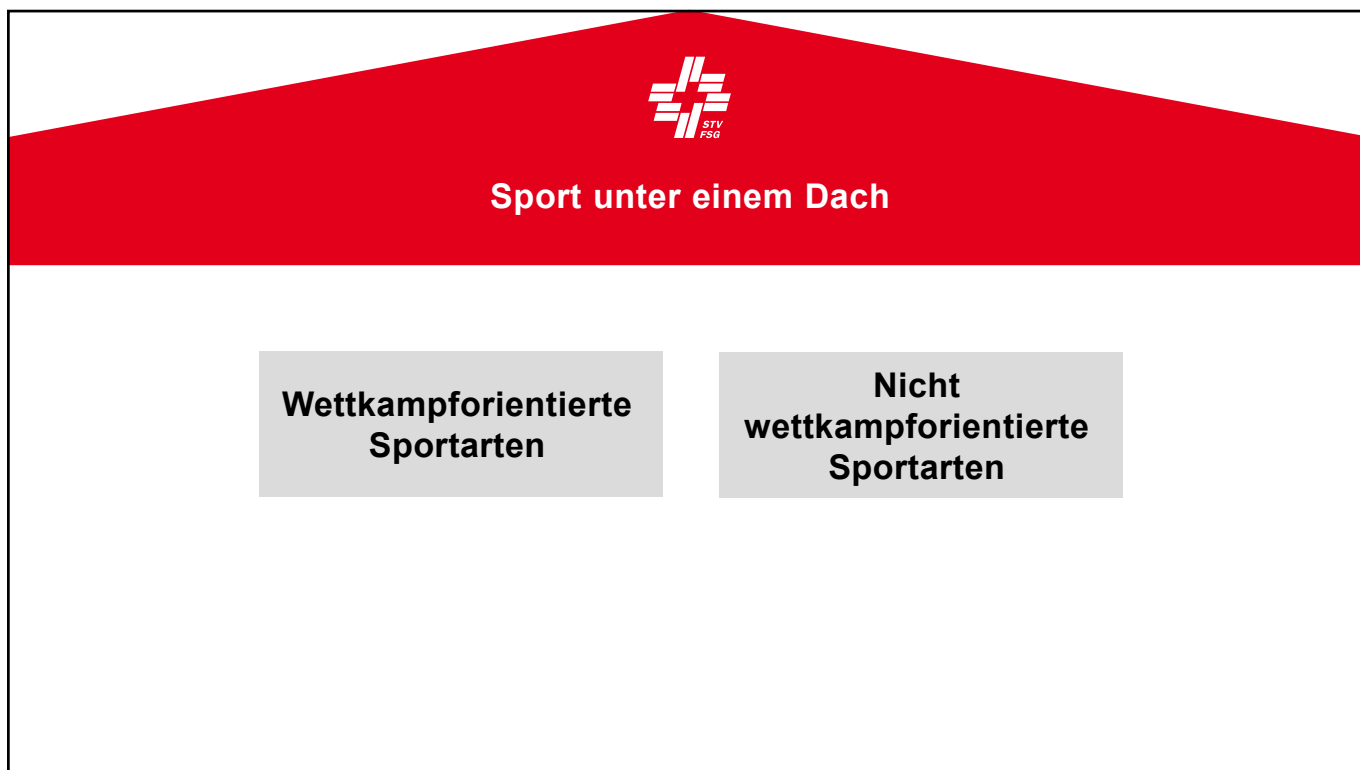 STV
FSG
Sport unter einem Dach
Wettkampforientierte
Sportarten
Nicht
wettkampforientierte
Sportarten